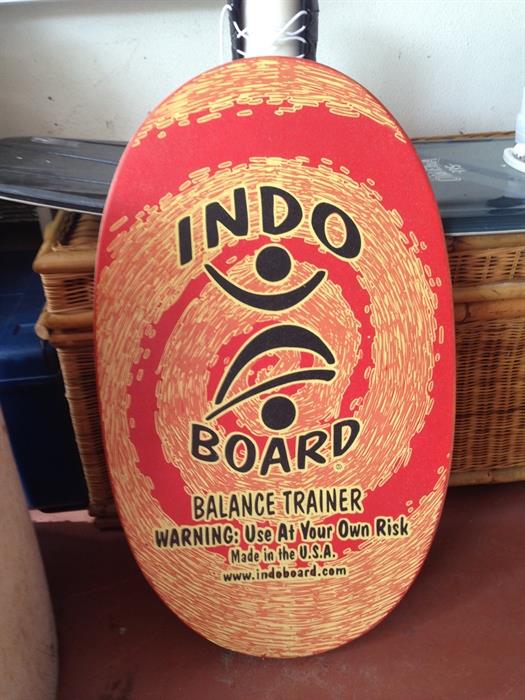 INDO
BOARD®
BALANCE TRAINER
WARNING: Use At Your Own Risk
Made in the U.S.A.
www.indoboard.com